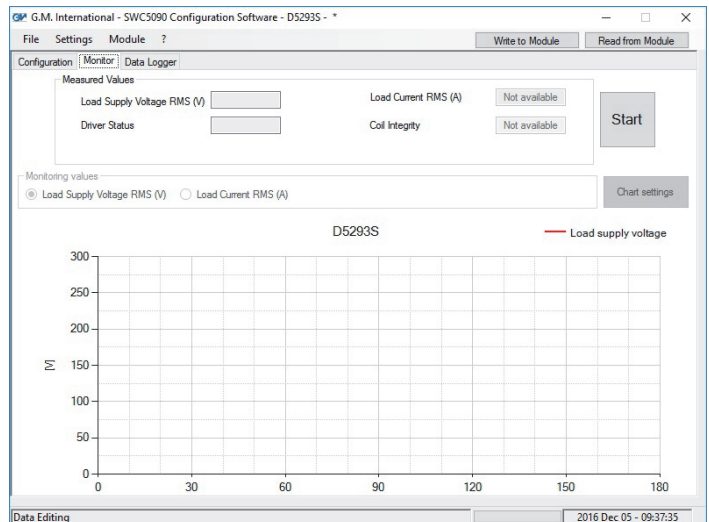 GM G.M. International - SWC5090 Configuration Software - D5293S - *
File Settings Module ? Write to Module Read from Module
Configuration Monitor Data Logger
Measured Values
Load Supply Voltage RMS (V) Load Current RMS (A) Not available
Driver Status Coil Integrity Not available
Start
Monitoring values
Load Supply Voltage RMS (V) Load Current RMS (A) Chart settings
D5293S
Load supply voltage
300
250
200
[V]
150
100
50
0
0 30 60 90 120 150 180
Data Editing 2016 Dec 05 - 09:37:35